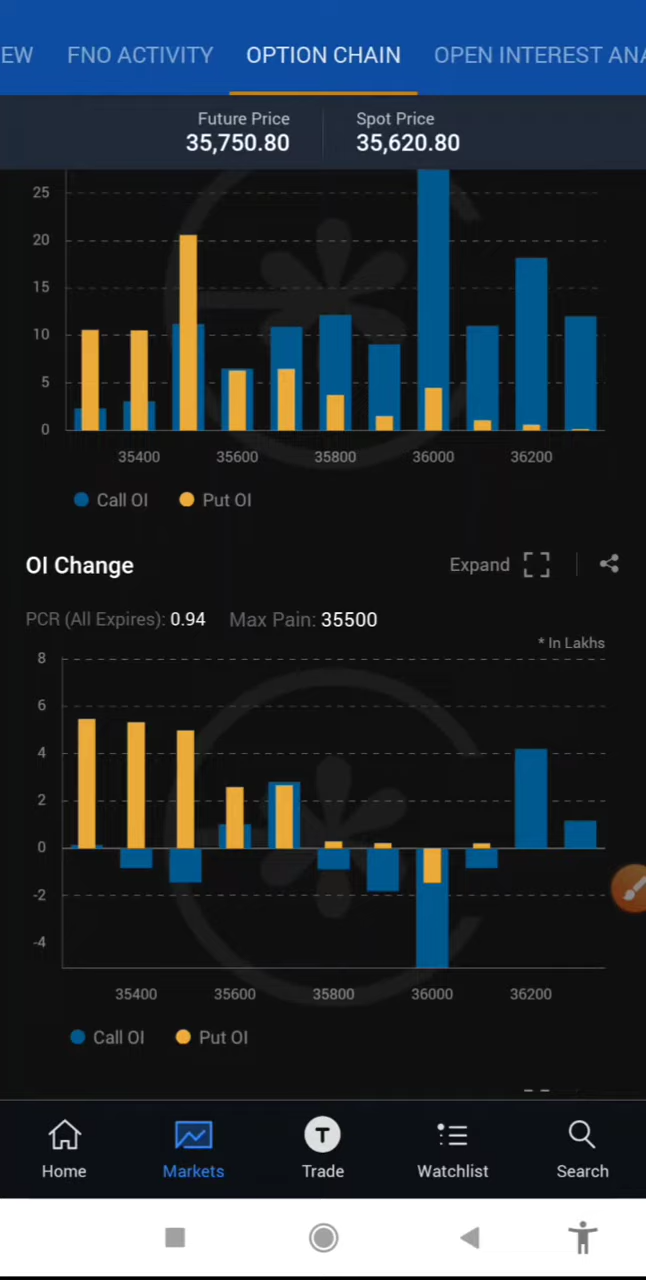 EW FNO ACTIVITY OPTION CHAIN OPEN INTEREST ANA
Future Price Spot Price
35,750.80 35,620.80
25
20
15
10
5
0
35400 35600 35800 36000 36200
Call OI Put OI
OI Change Expand
PCR (All Expires): 0.94 Max Pain: 35500
* In Lakhs
8
6
4
2
0
-2
-4
35400 35600 35800 36000 36200
Call OI Put OI
T
Home Markets Trade Watchlist Search